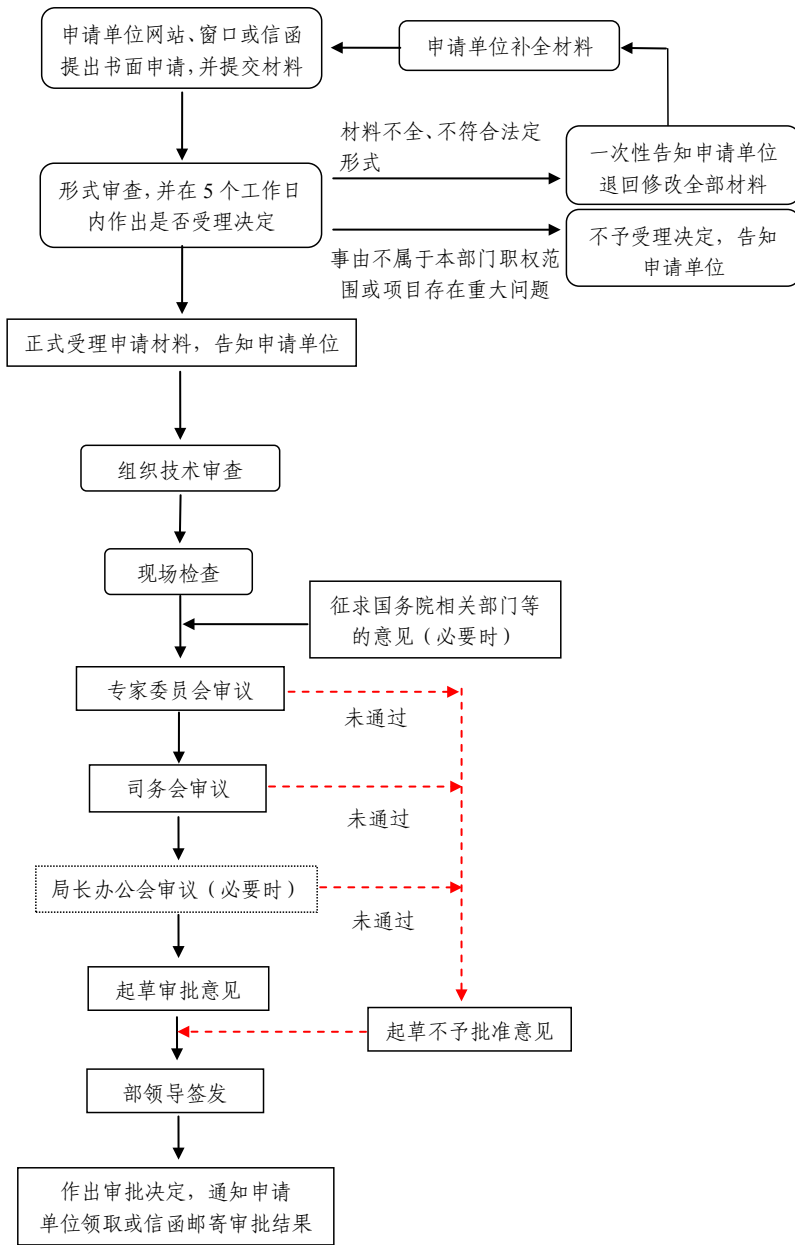 申请单位网站、窗口或信函
提出书面申请,并提交材料
申请单位补全材料
材料不全、不符合法定
形式
一次性告知申请单位
退回修改全部材料
形式审查,并在 5 个工作日
内作出是否受理决定
事由不属于本部门职权范
围或项目存在重大问题
不予受理决定，告知
申请单位
正式受理申请材料，告知申请单位
组织技术审查
现场检查
征求国务院相关部门等
的意见（必要时）
专家委员会审议
未通过
司务会审议
未通过
局长办公会审议（必要时）
未通过
起草审批意见
起草不予批准意见
部领导签发
作出审批决定，通知申请
单位领取或信函邮寄审批结果